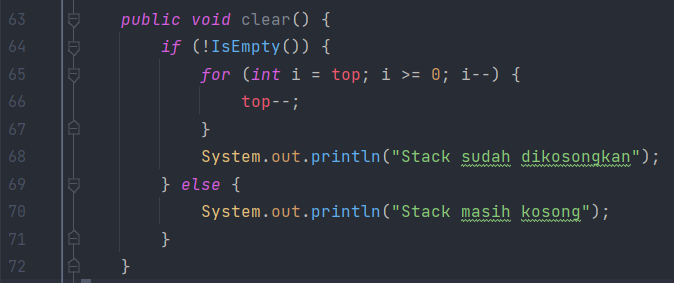 63 public void clear() {
64 if (!IsEmpty()) {
65 for (int i = top; i >= 0; i--) {
66 top--;
67 }
68 System.out.println("Stack sudah dikosongkan");
69 } else {
70 System.out.println("Stack masih kosong");
71 }
72 }